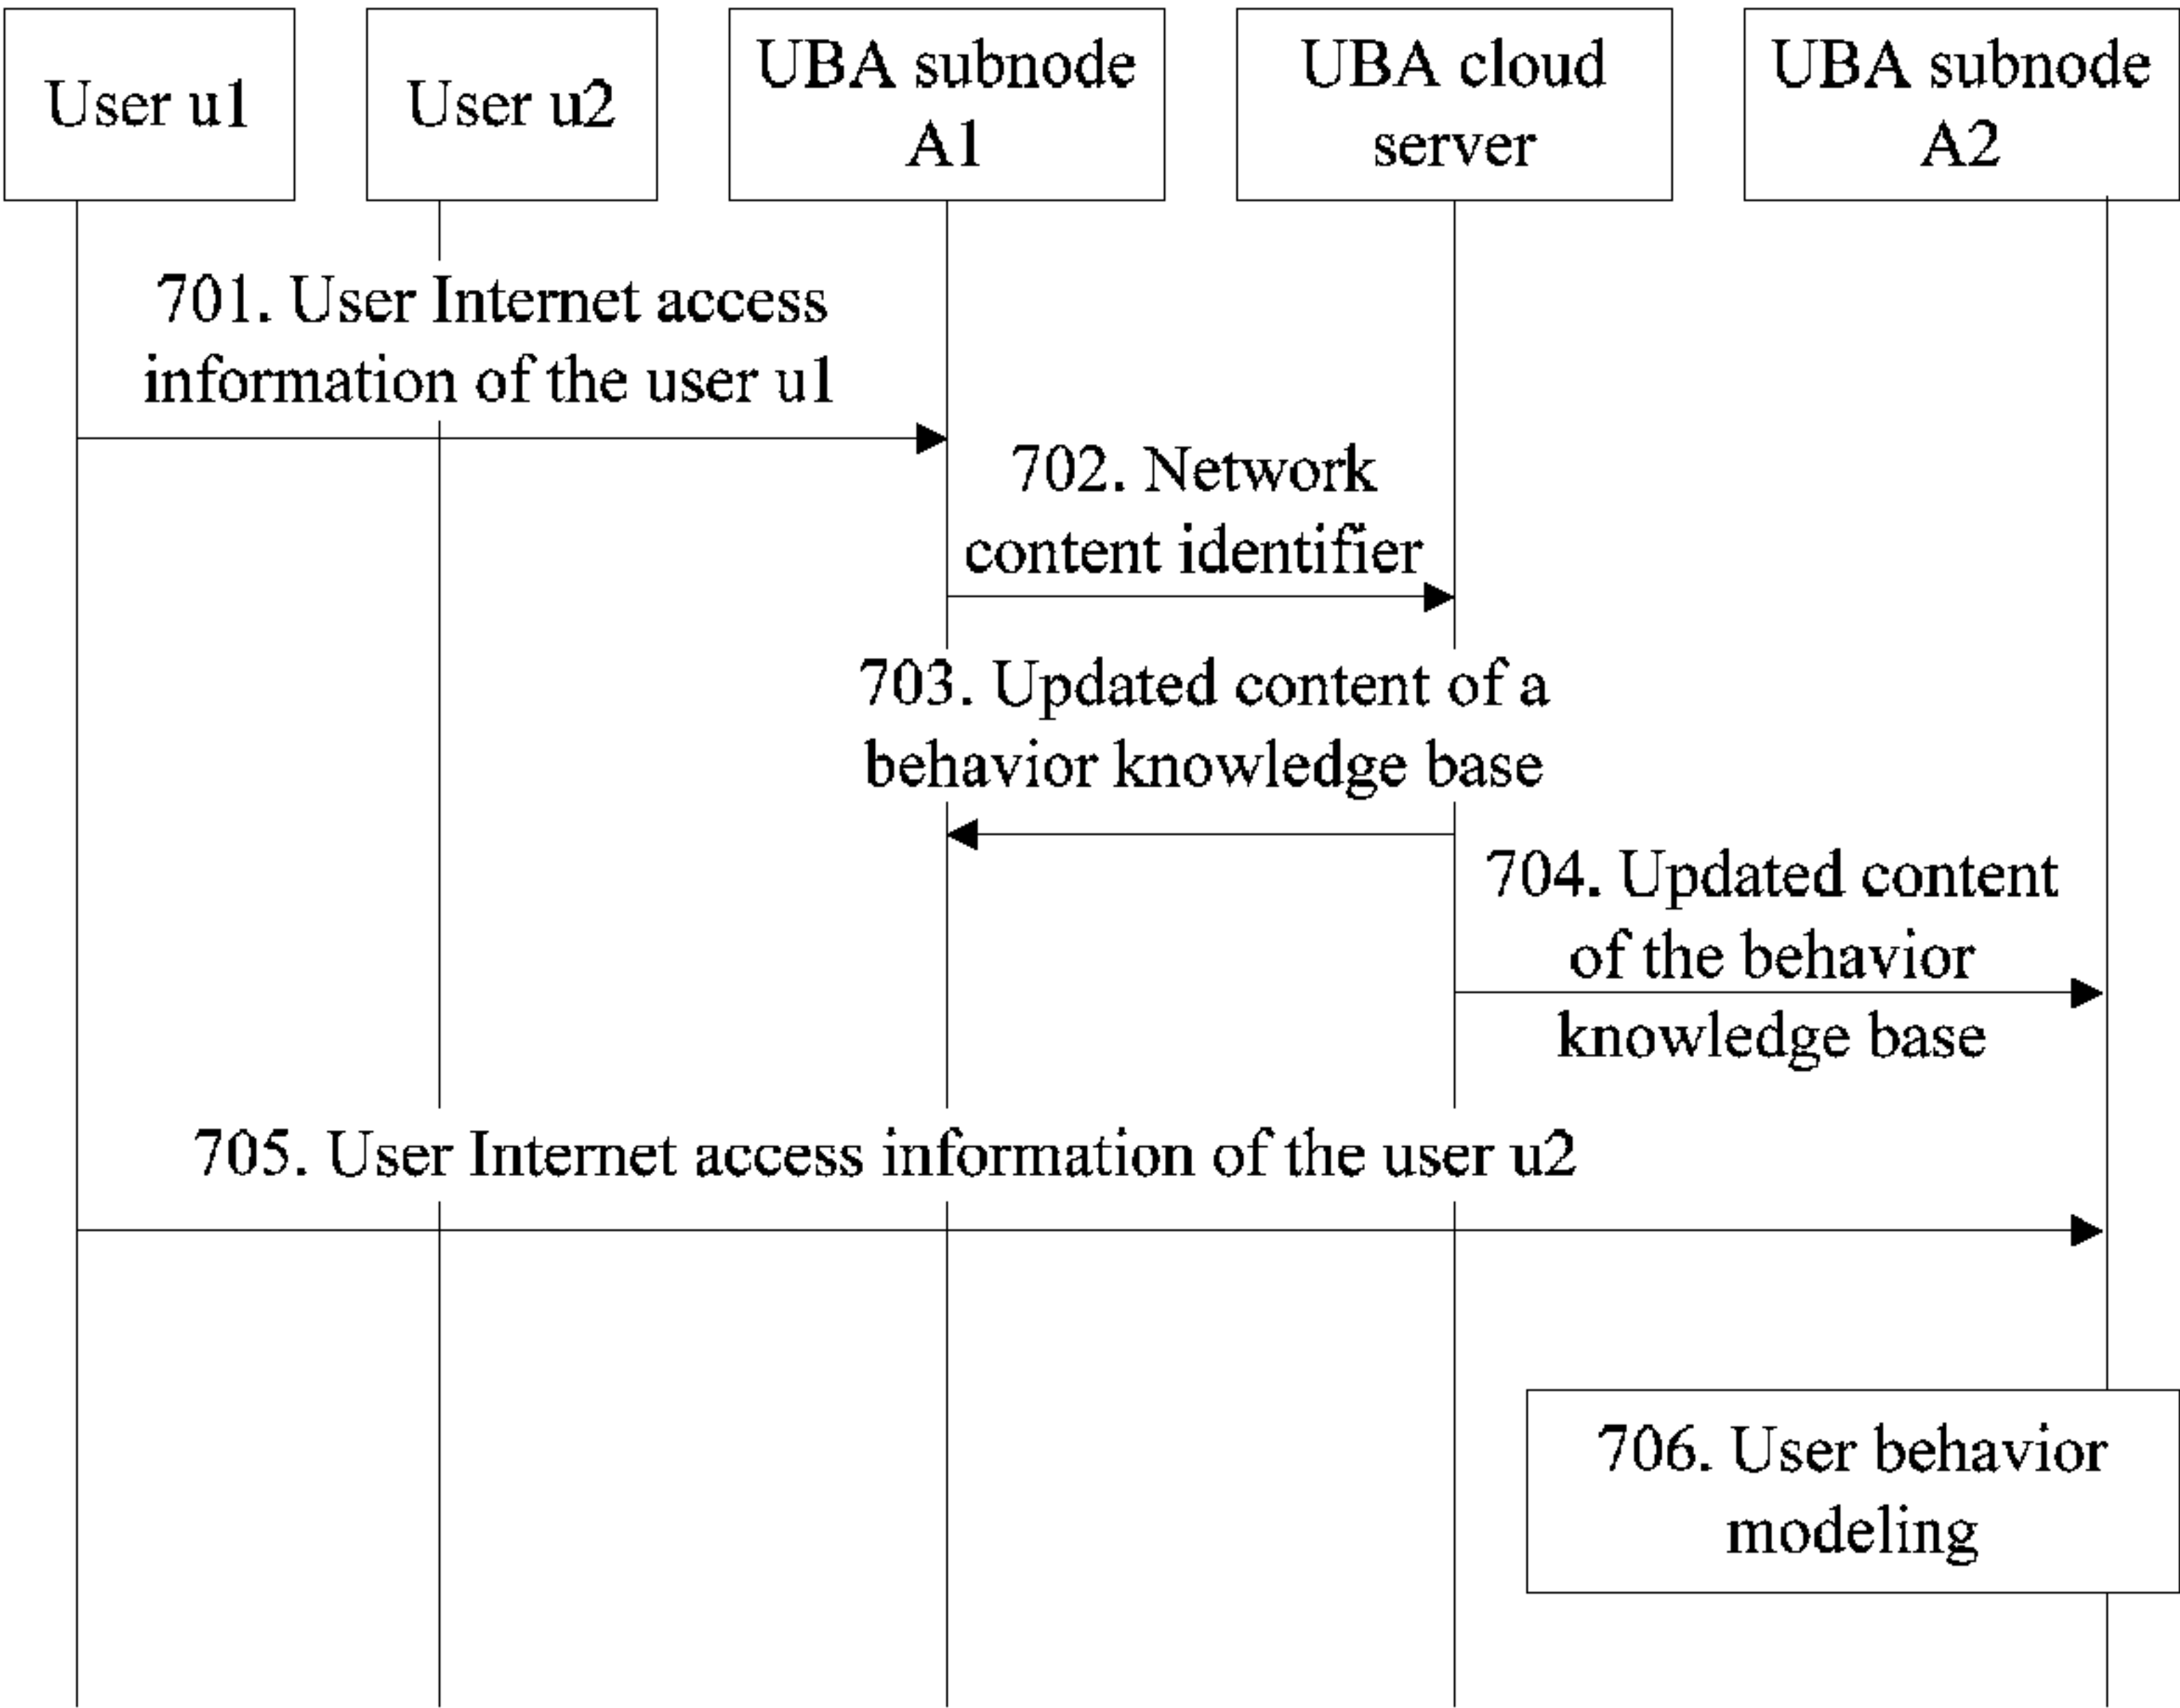 User u1
User u2
UBA subnode
A1
UBA cloud
server
UBA subnode
A2
701. User Internet access
information of the user u1
702. Network
content identifier
703. Updated content of a
behavior knowledge base
704. Updated content
of the behavior
knowledge base
705. User Internet access information of the user u2
706. User behavior
modeling